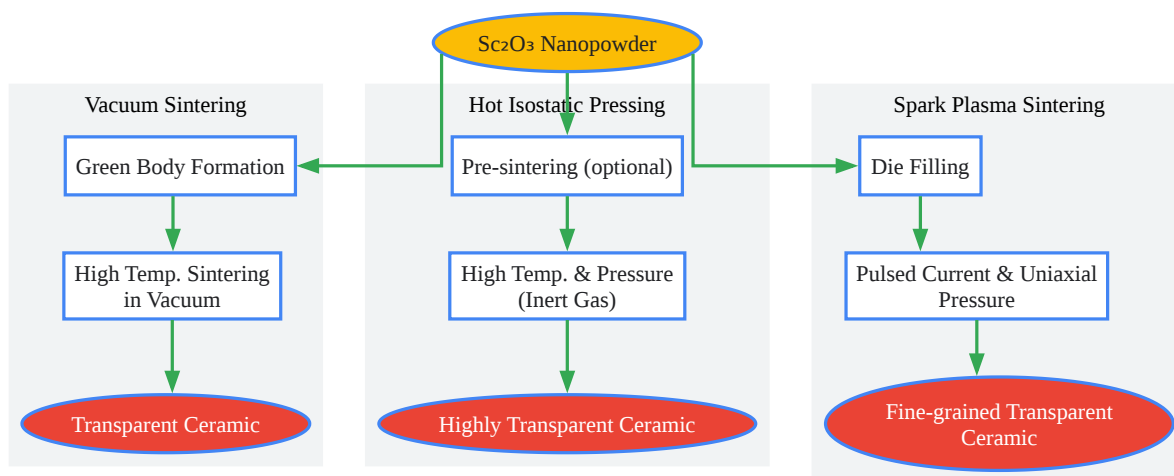 Sc₂O₃ Nanopowder
Vacuum Sintering
Hot Isostatic Pressing
Spark Plasma Sintering
Green Body Formation
Pre-sintering (optional)
Die Filling
High Temp. Sintering
in Vacuum
High Temp. & Pressure
(Inert Gas)
Pulsed Current & Uniaxial
Pressure
Transparent Ceramic
Highly Transparent Ceramic
Fine-grained Transparent
Ceramic